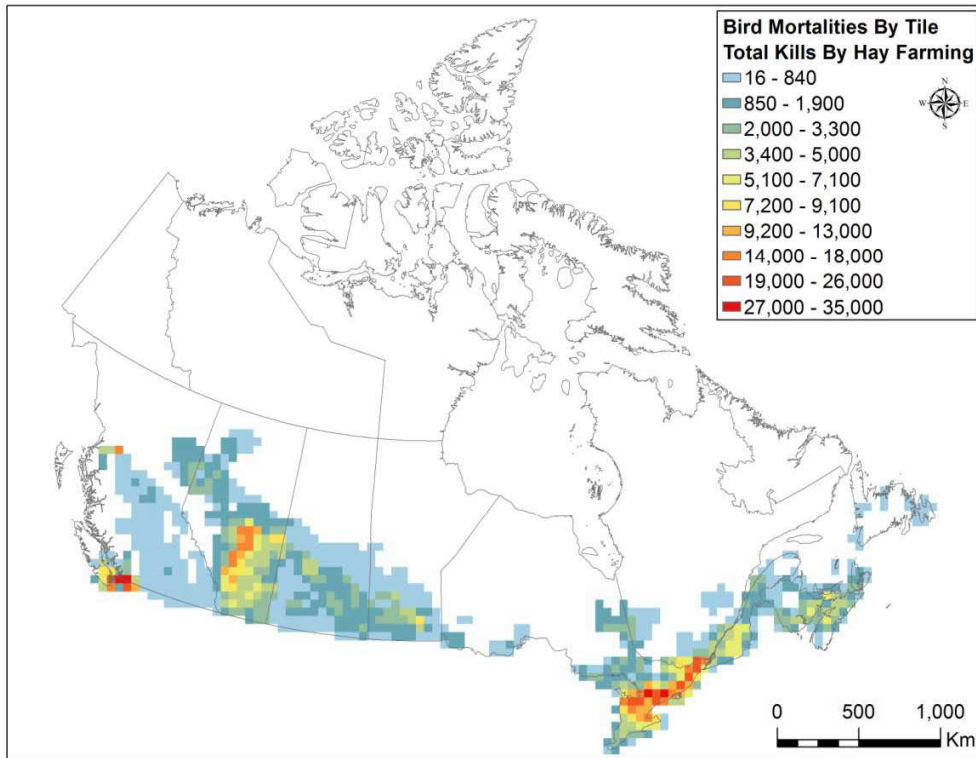 Bird Mortalities By Tile
Total Kills By Hay Farming
16 - 840
850 - 1,900
2,000 - 3,300
3,400 - 5,000
5,100 - 7,100
7,200 - 9,100
9,200 - 13,000
14,000 - 18,000
19,000 - 26,000
27,000 - 35,000
N
W E
S
0 500 1,000
Km